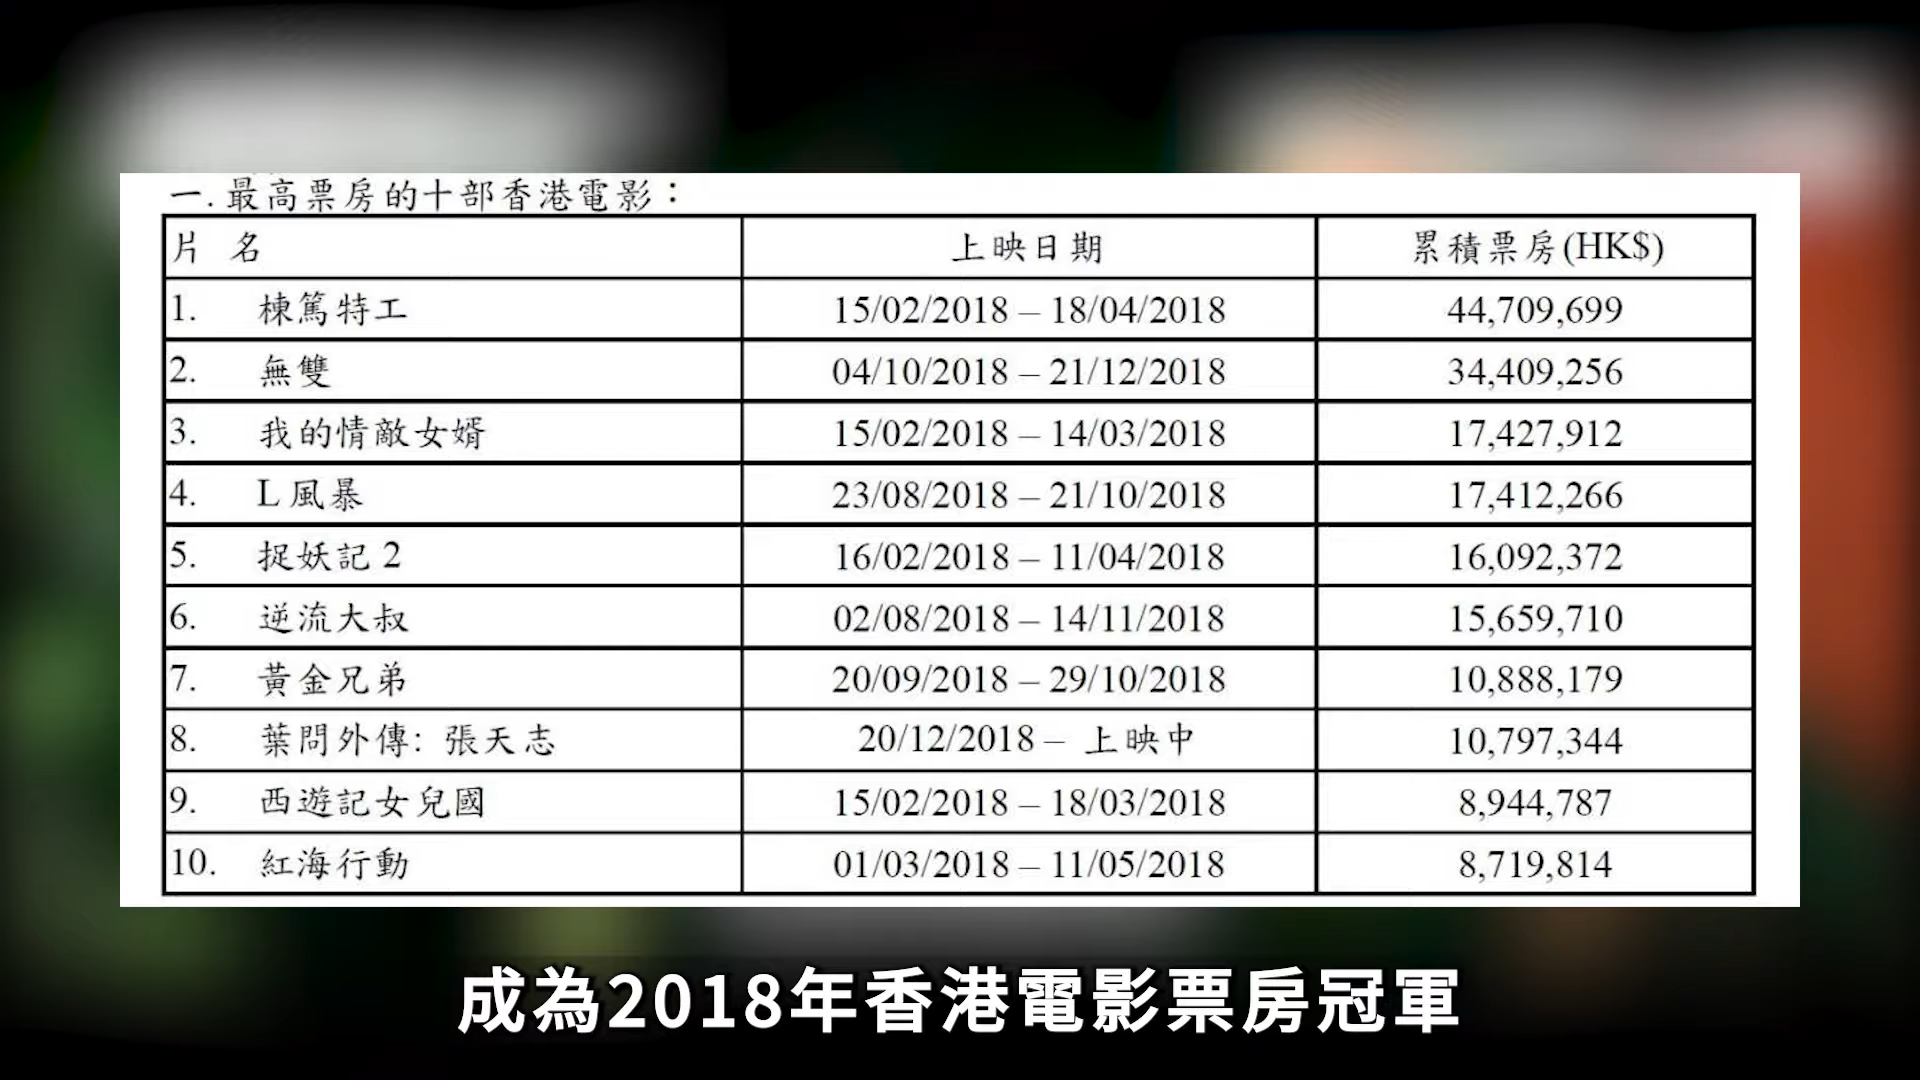 一.最高票房的十部香港電影：
片 名 上映日期 累積票房(HK$)
1. 棟篤特工 15/02/2018 – 18/04/2018 44,709,699
2. 無雙 04/10/2018 – 21/12/2018 34,409,256
3. 我的情敵女婿 15/02/2018 – 14/03/2018 17,427,912
4. L風暴 23/08/2018 – 21/10/2018 17,412,266
5. 捉妖記 2 16/02/2018 – 11/04/2018 16,092,372
6. 逆流大叔 02/08/2018 – 14/11/2018 15,659,710
7. 黃金兄弟 20/09/2018 – 29/10/2018 10,888,179
8. 葉問外傳: 張天志 20/12/2018 – 上映中 10,797,344
9. 西遊記女兒國 15/02/2018 – 18/03/2018 8,944,787
10. 紅海行動 01/03/2018 – 11/05/2018 8,719,814
成為2018年香港電影票房冠軍